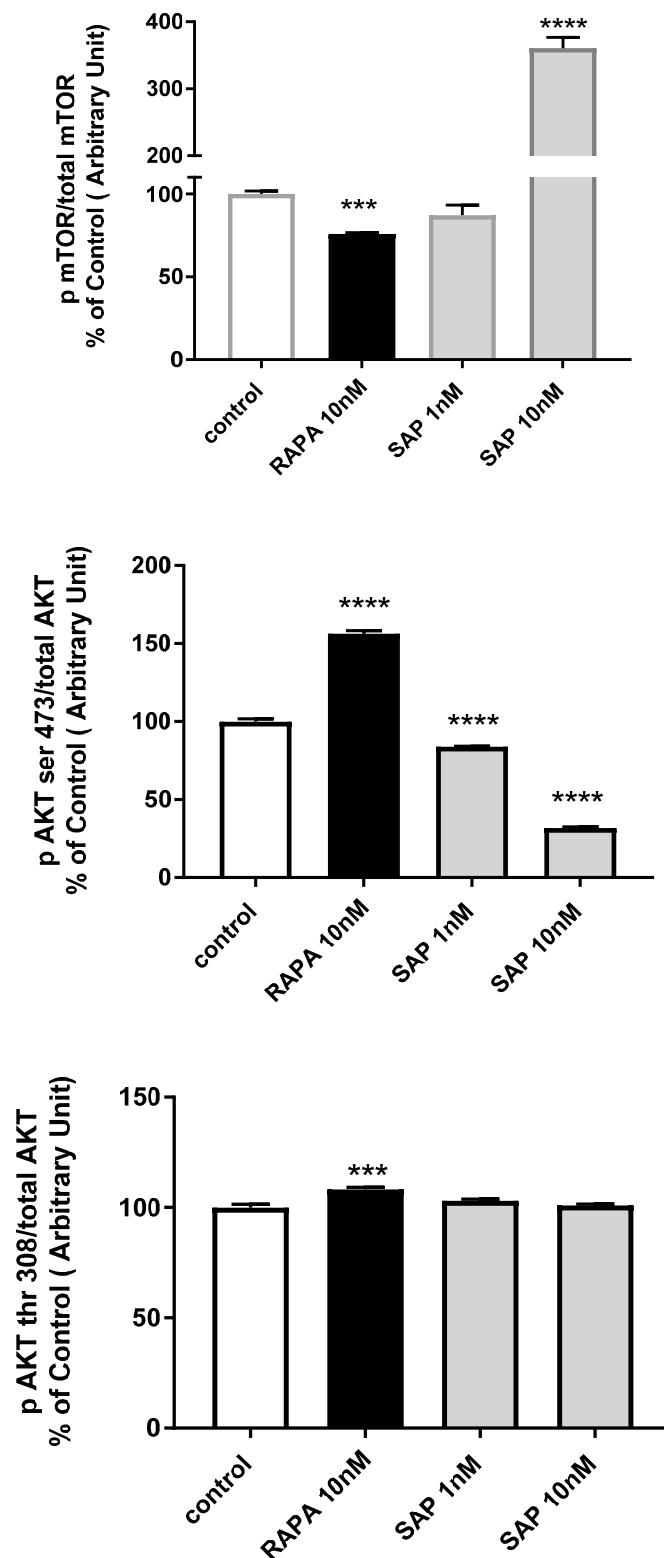 p mTOR/total mTOR
% of Control ( Arbitrary Unit)
400
300
200
100
50
0
***
****
control
RAPA 10nM
SAP 1nM
SAP 10nM
p AKT ser 473/total AKT
% of Control ( Arbitrary Unit)
200
150
100
50
0
****
****
****
control
RAPA 10nM
SAP 1nM
SAP 10nM
p AKT thr 308/total AKT
% of Control ( Arbitrary Unit)
150
100
50
0
***
control
RAPA 10nM
SAP 1nM
SAP 10nM